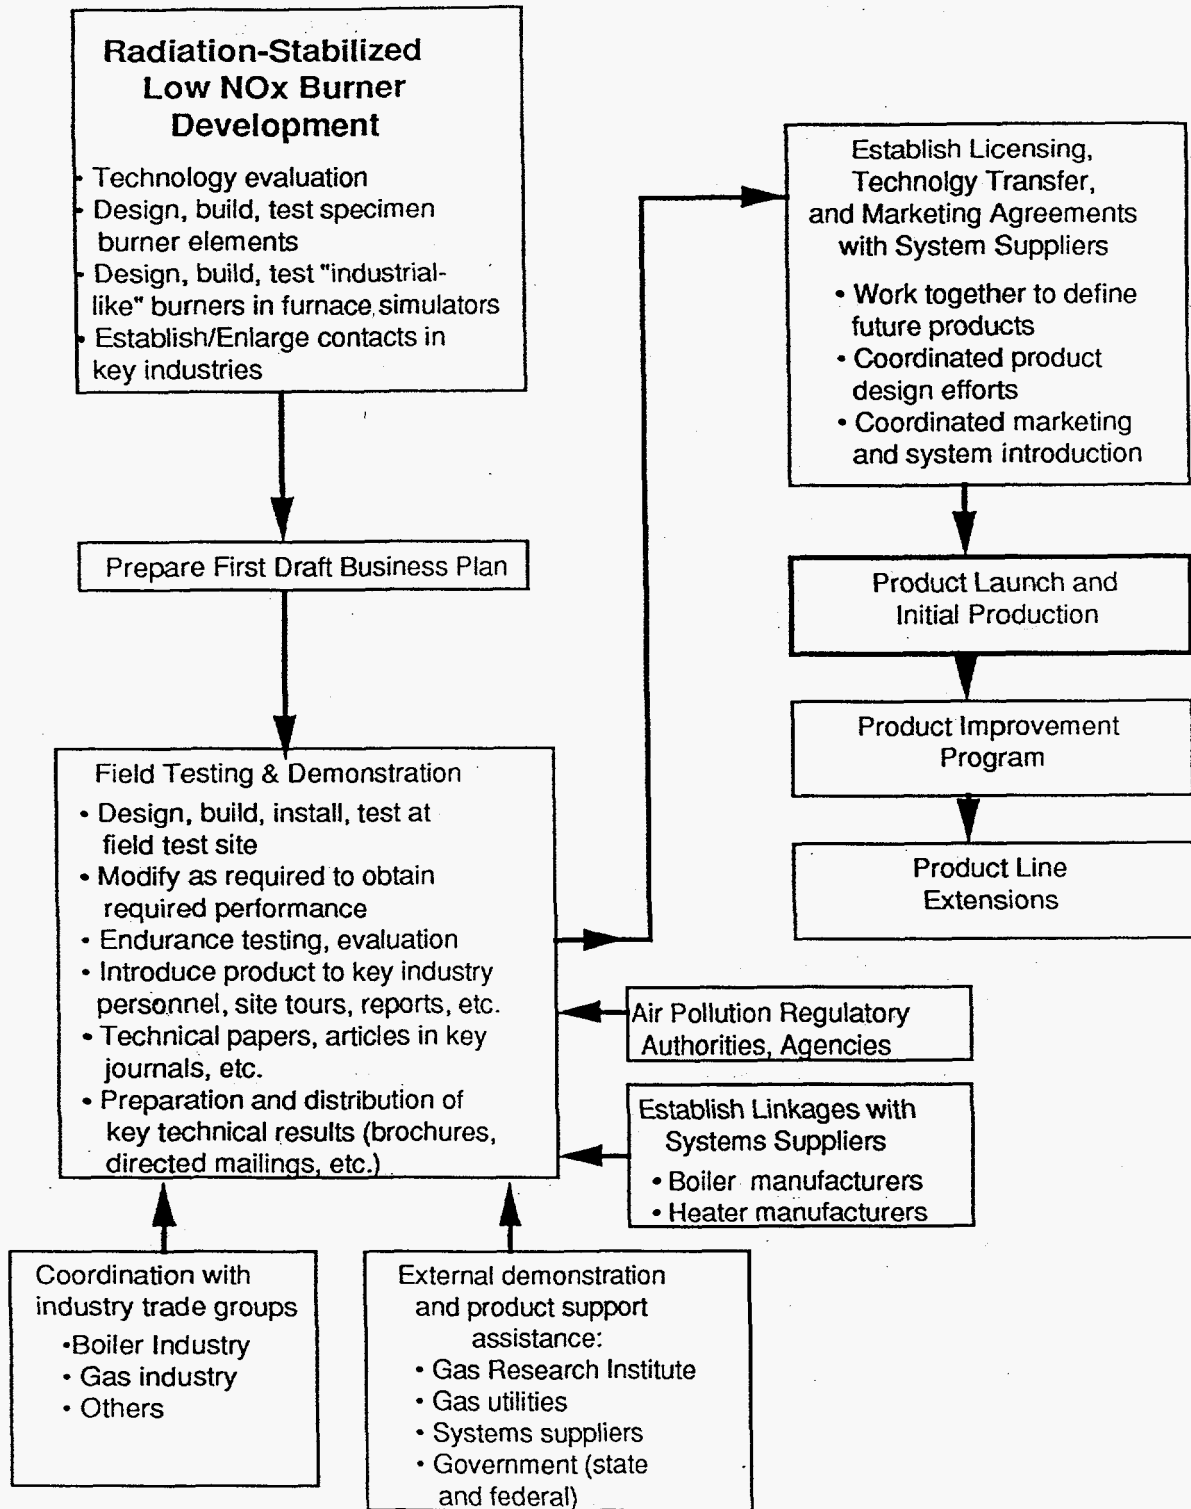 Radiation-Stabilized
Low NOx Burner
Development
• Technology evaluation
• Design, build, test specimen
burner elements
• Design, build, test "industrial-
like" burners in furnace simulators
• Establish/Enlarge contacts in
key industries
Prepare First Draft Business Plan
Field Testing & Demonstration
• Design, build, install, test at
field test site
• Modify as required to obtain
required performance
• Endurance testing, evaluation
• Introduce product to key industry
personnel, site tours, reports, etc.
• Technical papers, articles in key
journals, etc.
• Preparation and distribution of
key technical results (brochures,
directed mailings, etc.)
Coordination with
industry trade groups
•Boiler Industry
• Gas industry
• Others
External demonstration
and product support
assistance:
• Gas Research Institute
• Gas utilities
• Systems suppliers
• Government (state
and federal)
Air Pollution Regulatory
Authorities, Agencies
Establish Linkages with
Systems Suppliers
• Boiler manufacturers
• Heater manufacturers
Establish Licensing,
Technolgy Transfer,
and Marketing Agreements
with System Suppliers
• Work together to define
future products
• Coordinated product
design efforts
• Coordinated marketing
and system introduction
Product Launch and
Initial Production
Product Improvement
Program
Product Line
Extensions